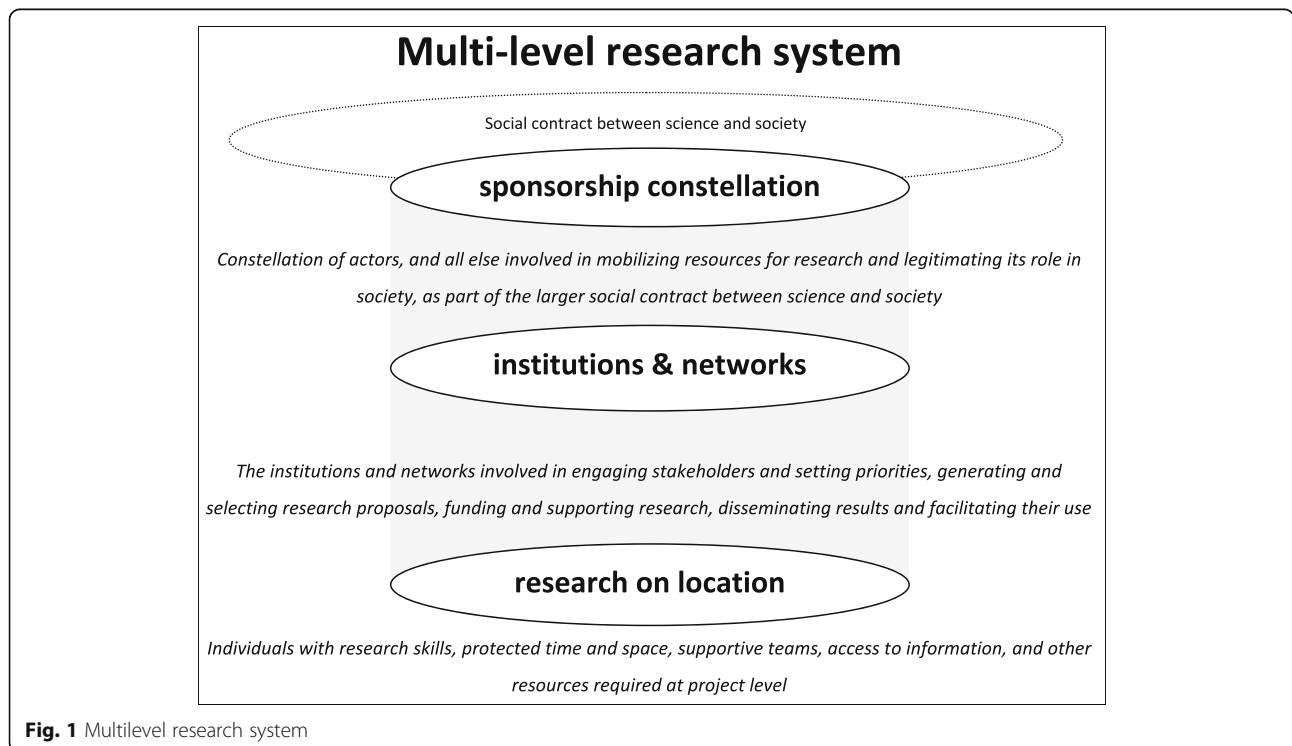 Multi-level research system
Social contract between science and society
sponsorship constellation
Constellation of actors, and all else involved in mobilizing resources for research and legitimating its role in
society, as part of the larger social contract between science and society
institutions & networks
The institutions and networks involved in engaging stakeholders and setting priorities, generating and
selecting research proposals, funding and supporting research, disseminating results and facilitating their use
research on location
Individuals with research skills, protected time and space, supportive teams, access to information, and other
resources required at project level
Fig. 1 Multilevel research system